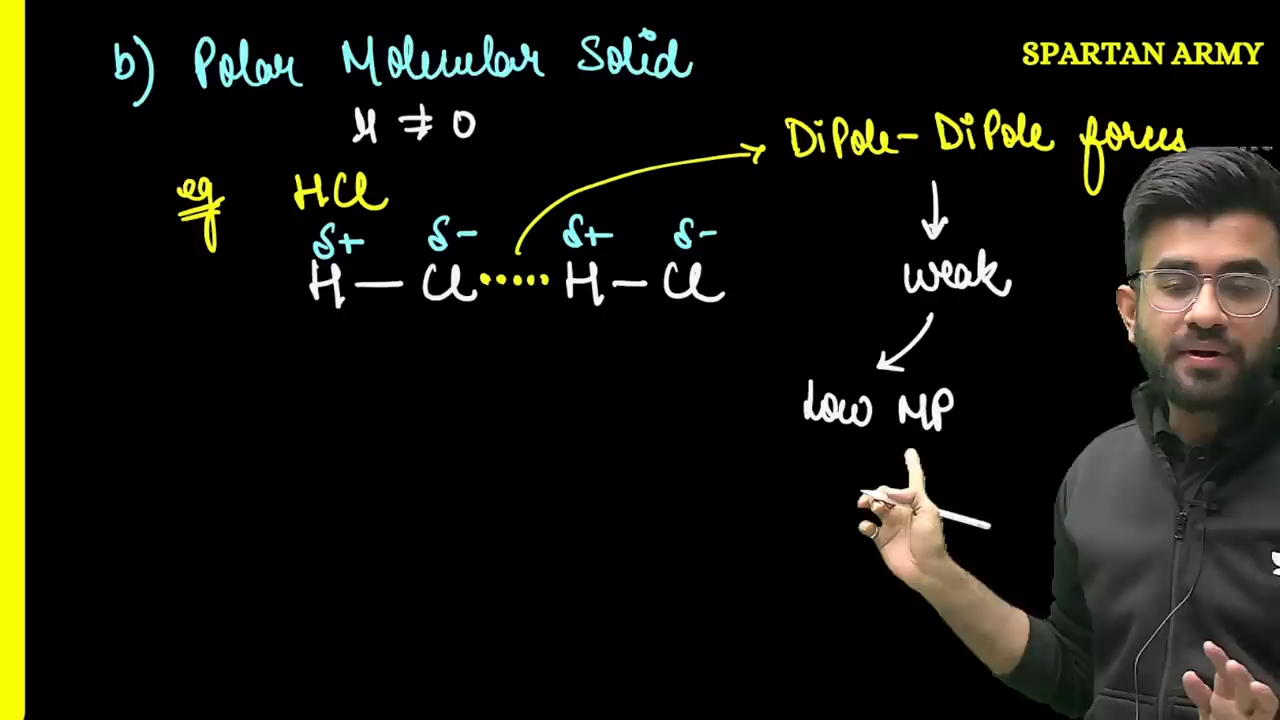 b) Polar Molecular Solid
SPARTAN ARMY
μ ≠ 0
DiPole-DiPole forces
eg HCl
δ+ δ- δ+ δ-
H—Cl·····H—Cl
weak
Low MP